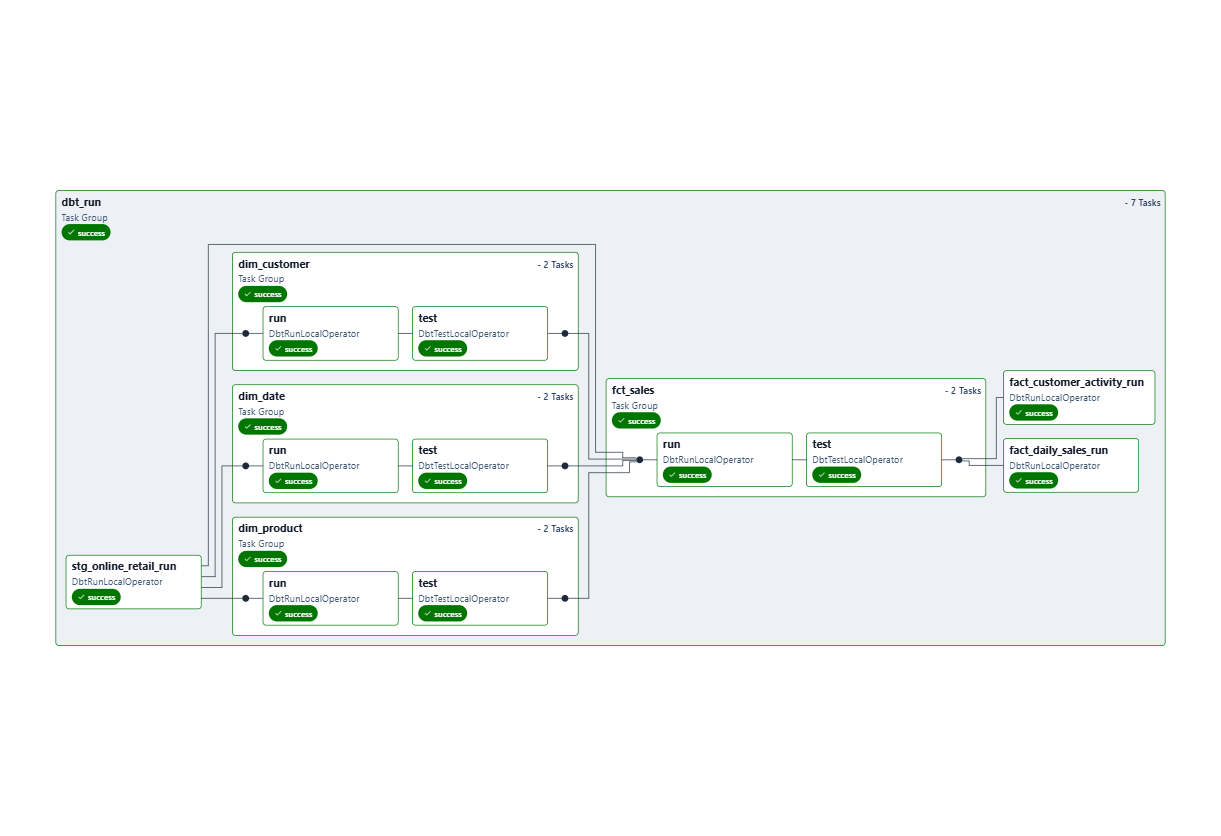 dbt_run
- 7 Tasks
Task Group
success
dim_customer
- 2 Tasks
Task Group
success
run
DbtRunLocalOperator
success
test
DbtTestLocalOperator
success
dim_date
- 2 Tasks
Task Group
success
run
DbtRunLocalOperator
success
test
DbtTestLocalOperator
success
dim_product
- 2 Tasks
Task Group
success
run
DbtRunLocalOperator
success
test
DbtTestLocalOperator
success
stg_online_retail_run
DbtRunLocalOperator
success
fct_sales
- 2 Tasks
Task Group
success
run
DbtRunLocalOperator
success
test
DbtTestLocalOperator
success
fact_customer_activity_run
DbtRunLocalOperator
success
fact_daily_sales_run
DbtRunLocalOperator
success